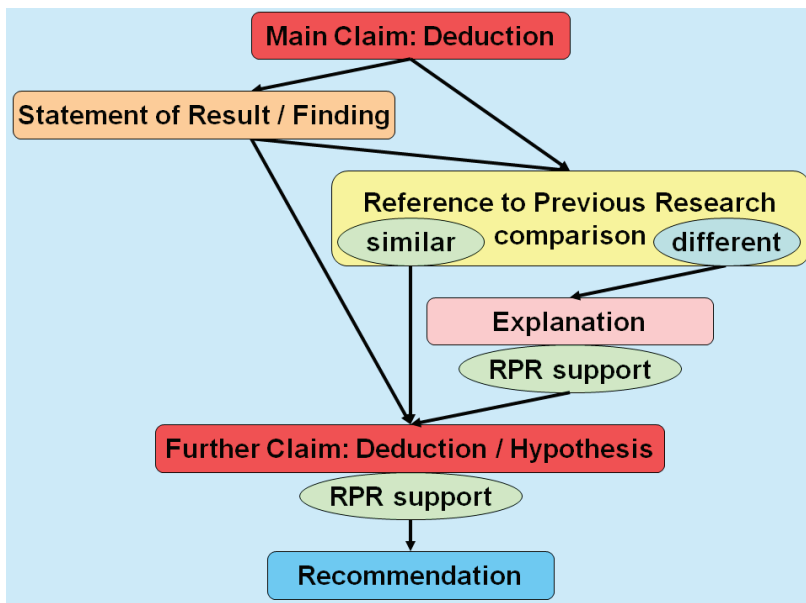 Main Claim: Deduction
Statement of Result / Finding
Reference to Previous Research
comparison
similar
different
Explanation
RPR support
Further Claim: Deduction / Hypothesis
RPR support
Recommendation